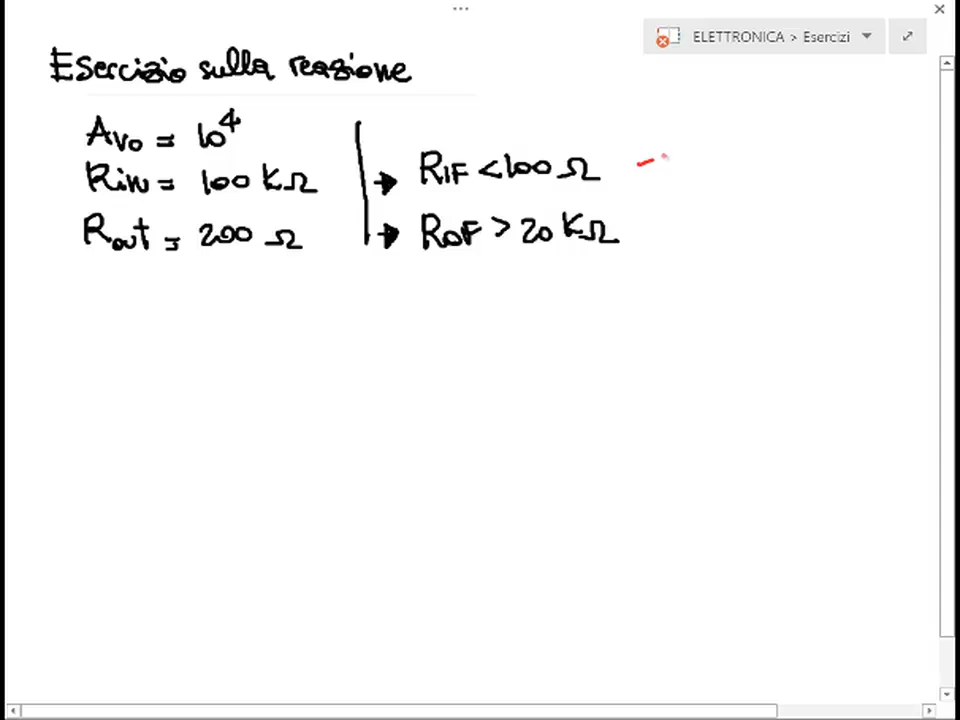 ELETTRONICA > Esercizi
Esercizio sulla reazione
Avo = 10⁴
Rin = 100 KΩ
Rout = 200 Ω
RIF < 100 Ω
ROF > 20 KΩ